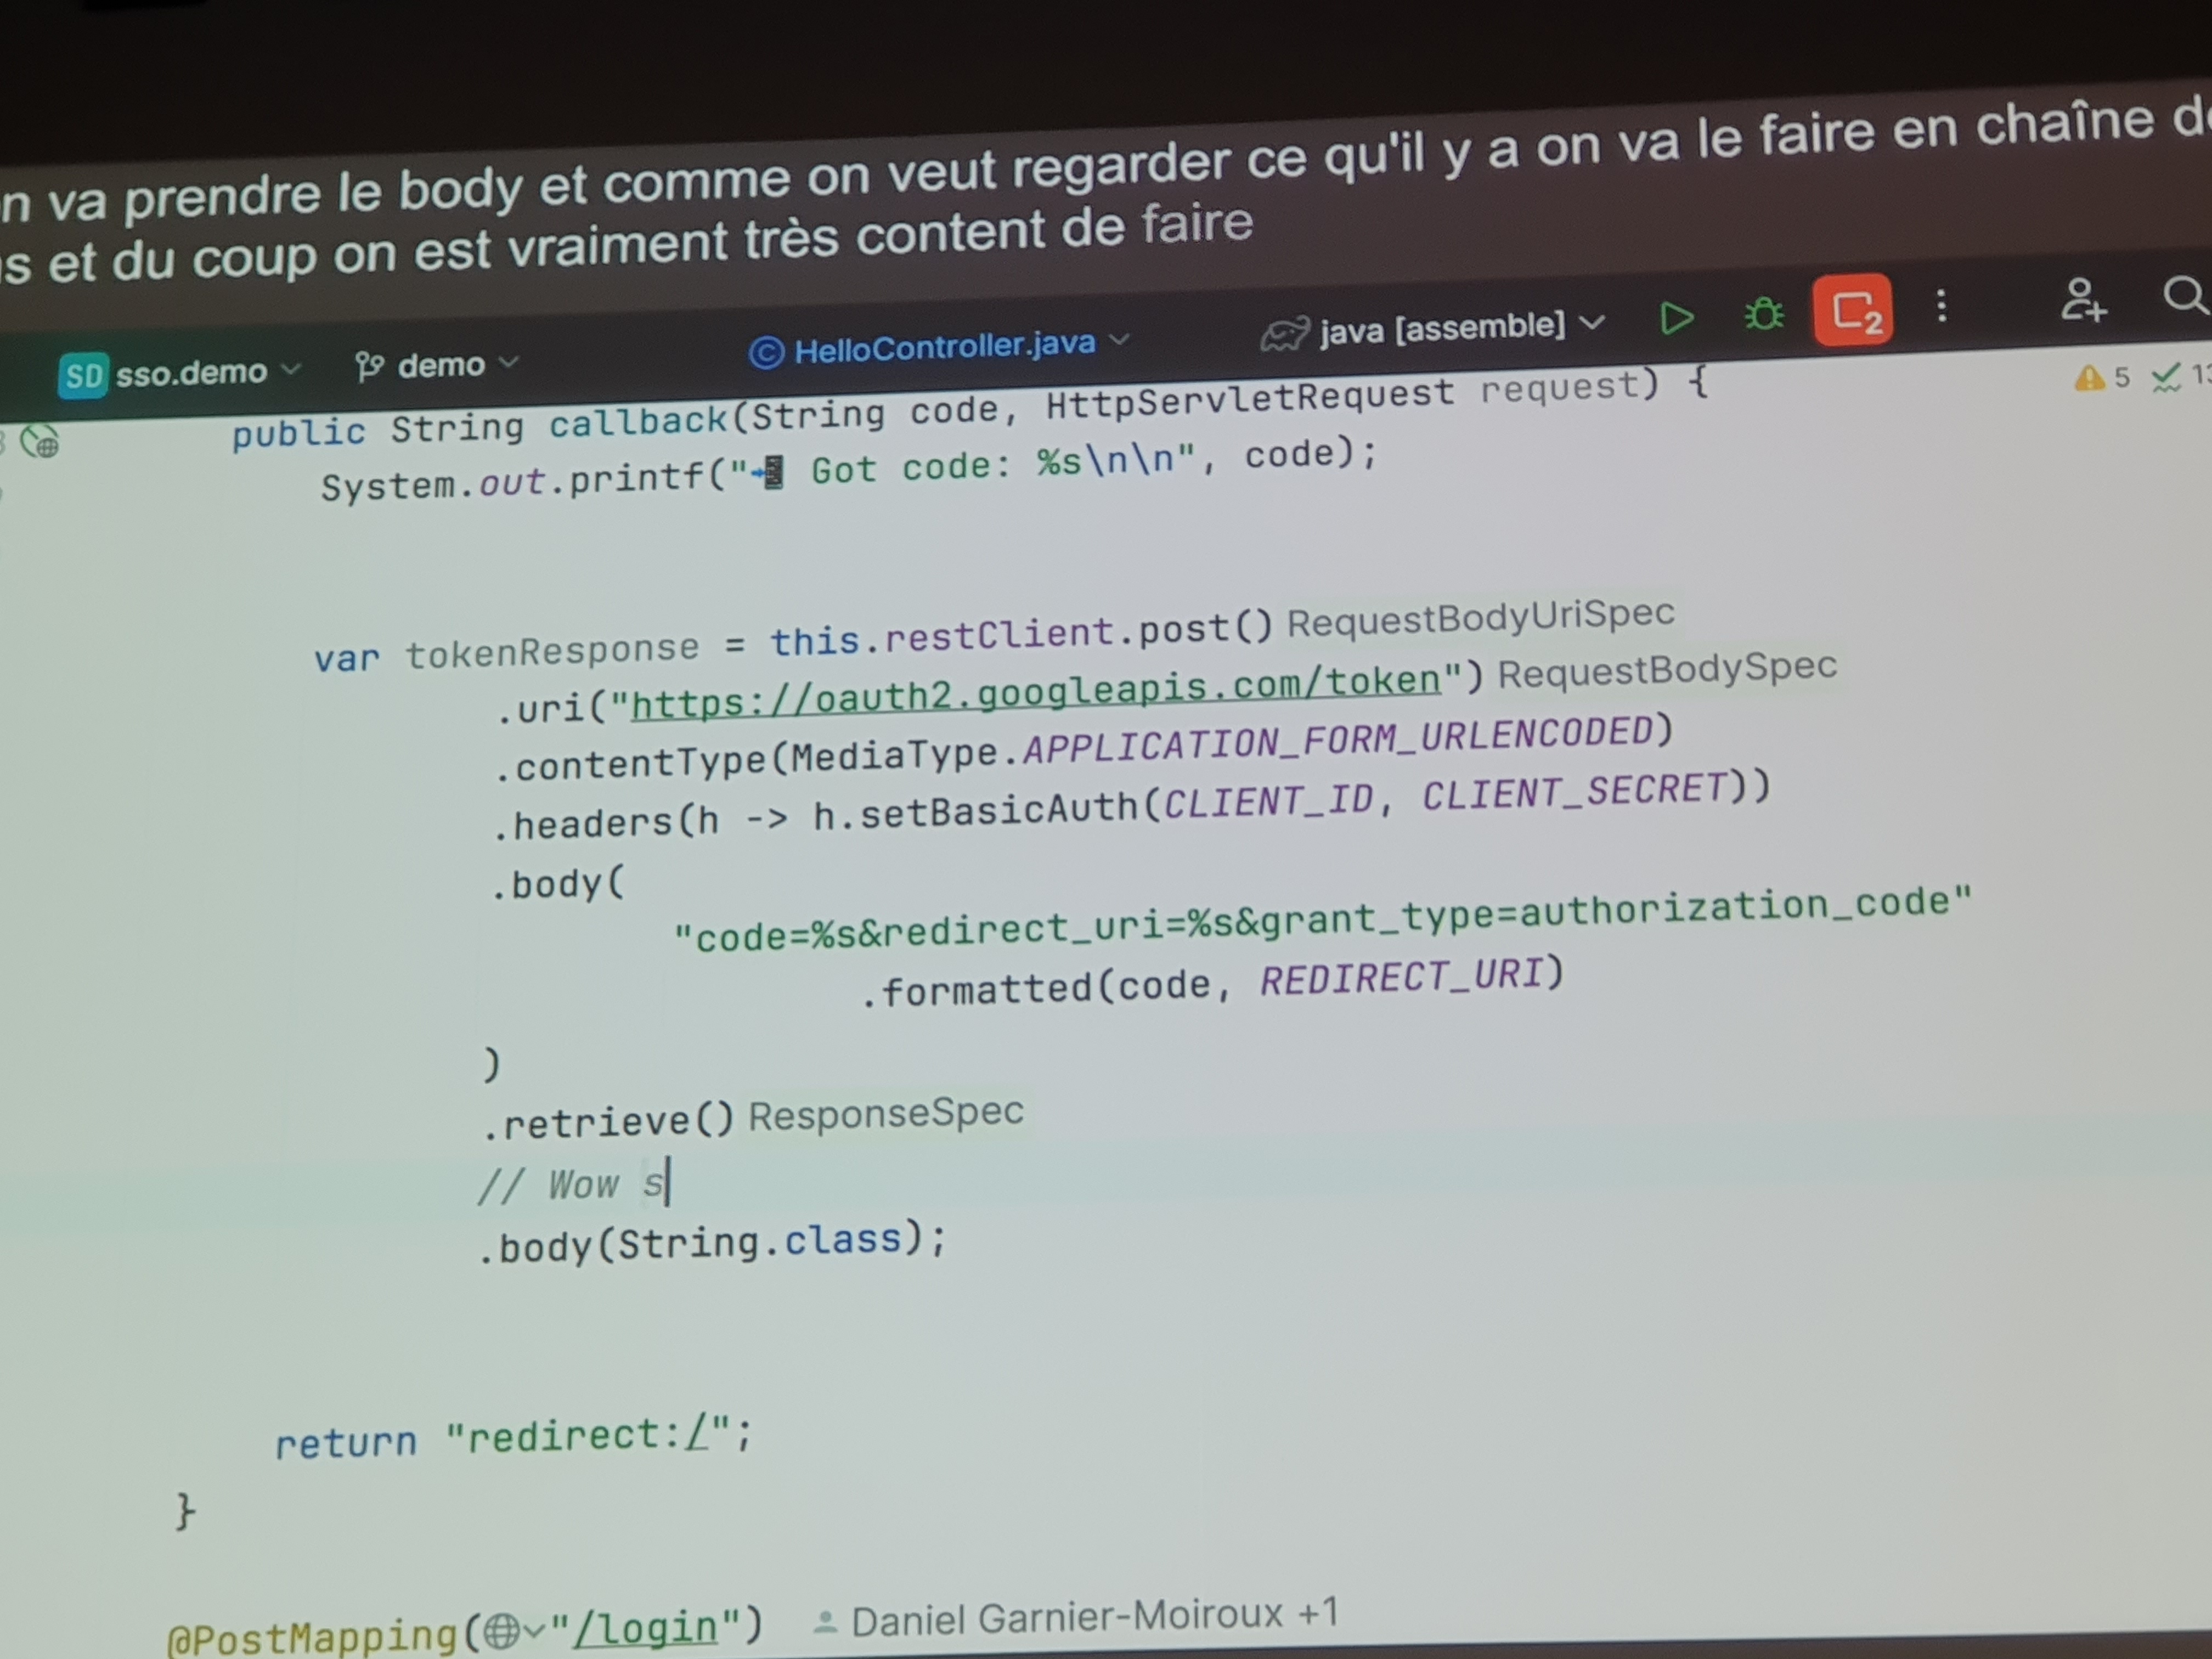 n va prendre le body et comme on veut regarder ce qu'il y a on va le faire en chaîne
s et du coup on est vraiment très content de faire
SD sso.demo demo HelloController.java java [assemble] 2
public String callback(String code, HttpServletRequest request) { 5
System.out.printf("📲 Got code: %s\n\n", code);
var tokenResponse = this.restClient.post() RequestBodyUriSpec
.uri("https://oauth2.googleapis.com/token") RequestBodySpec
.contentType(MediaType.APPLICATION_FORM_URLENCODED)
.headers(h -> h.setBasicAuth(CLIENT_ID, CLIENT_SECRET))
.body(
"code=%s&redirect_uri=%s&grant_type=authorization_code"
.formatted(code, REDIRECT_URI)
)
.retrieve() ResponseSpec
// Wow s
.body(String.class);
return "redirect:/";
}
@PostMapping("/login") Daniel Garnier-Moiroux +1